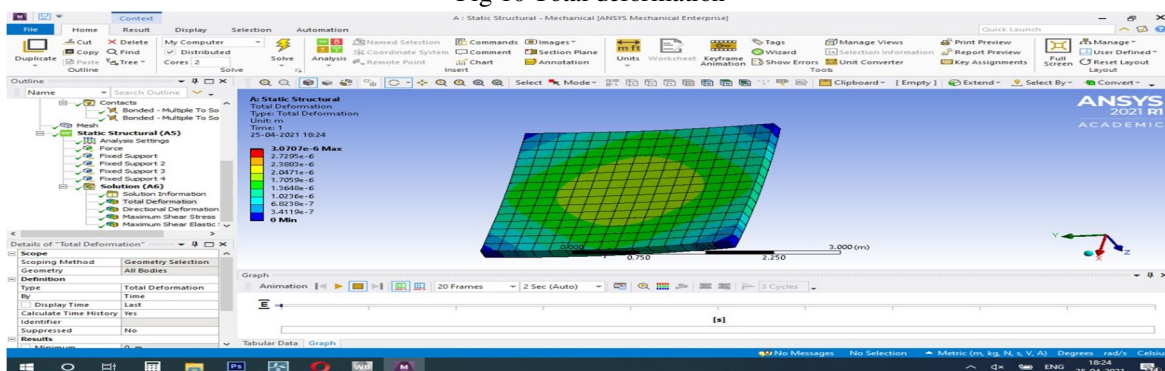 Fig 10 Total deformation
Context
A : Static Structural - Mechanical [ANSYS Mechanical Enterprise]
File Home Result Display Selection Automation
Quick Launch
Duplicate
Cut Delete My Computer
Copy Find Distributed
Paste Tree Cores 2
Outline Solve
Solve
Analysis
Named Selection Commands Images
Coordinate System Comment Section Plane
Remote Point Chart Annotation
Insert
Units Worksheet Keyframe Animation
Tags Manage Views Print Preview
Wizard Selection Information Report Preview
Show Errors Unit Converter Key Assignments
Tools
Full Screen
Manage
User Defined
Reset Layout
Layout
Outline
Name Search Outline
Select Mode Clipboard [ Empty ] Extend Select By Convert
Contacts
Bonded - Multiple To So
Bonded - Multiple To So
Mesh
Static Structural (A5)
Analysis Settings
Force
Fixed Support
Fixed Support 2
Fixed Support 3
Fixed Support 4
Solution (A6)
Solution Information
Total Deformation
Directional Deformation
Maximum Shear Stress
Maximum Shear Elastic
A: Static Structural
Total Deformation
Type: Total Deformation
Unit: m
Time: 1
25-04-2021 18:24
3.0707e-6 Max
2.7295e-6
2.3883e-6
2.0471e-6
1.7059e-6
1.3648e-6
1.0236e-6
6.8238e-7
3.4119e-7
0 Min
ANSYS
2021 R1
ACADEMIC
Y
Z
0.000 3.000 (m)
0.750 2.250
Details of "Total Deformation"
Scope
Scoping Method Geometry Selection
Geometry All Bodies
Definition
Type Total Deformation
By Time
Display Time Last
Calculate Time History Yes
Identifier
Suppressed No
Results
Minimum 0 m
Graph
Animation 20 Frames 2 Sec (Auto) 3 Cycles
[s]
Tabular Data Graph
No Messages No Selection Metric (m, kg, N, s, V, A) Degrees rad/s Celsiu
Ps M
ENG 18:24
25-04-2021